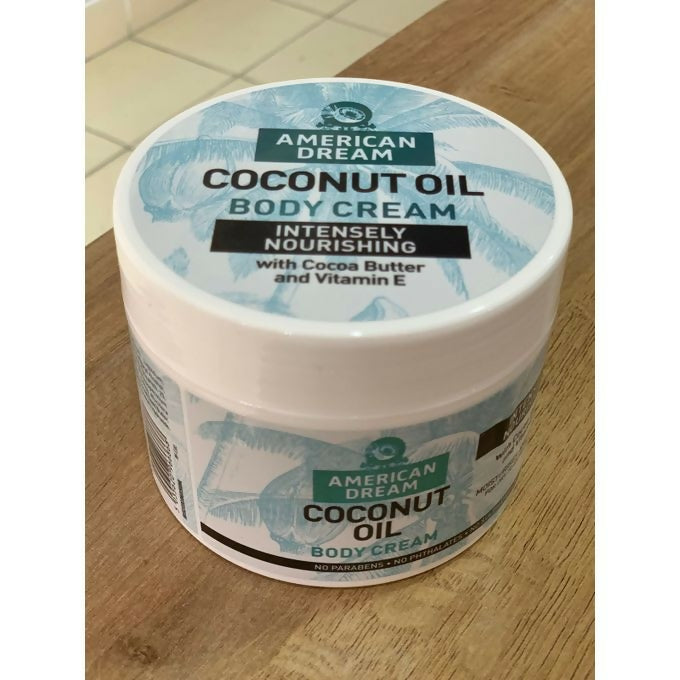 AMERICAN
DREAM
COCONUT OIL
BODY CREAM
INTENSELY
NOURISHING
with Cocoa Butter
and Vitamin E
AMERICAN
DREAM
COCONUT
OIL
BODY CREAM
NO PARABENS • NO PHTHALATES •